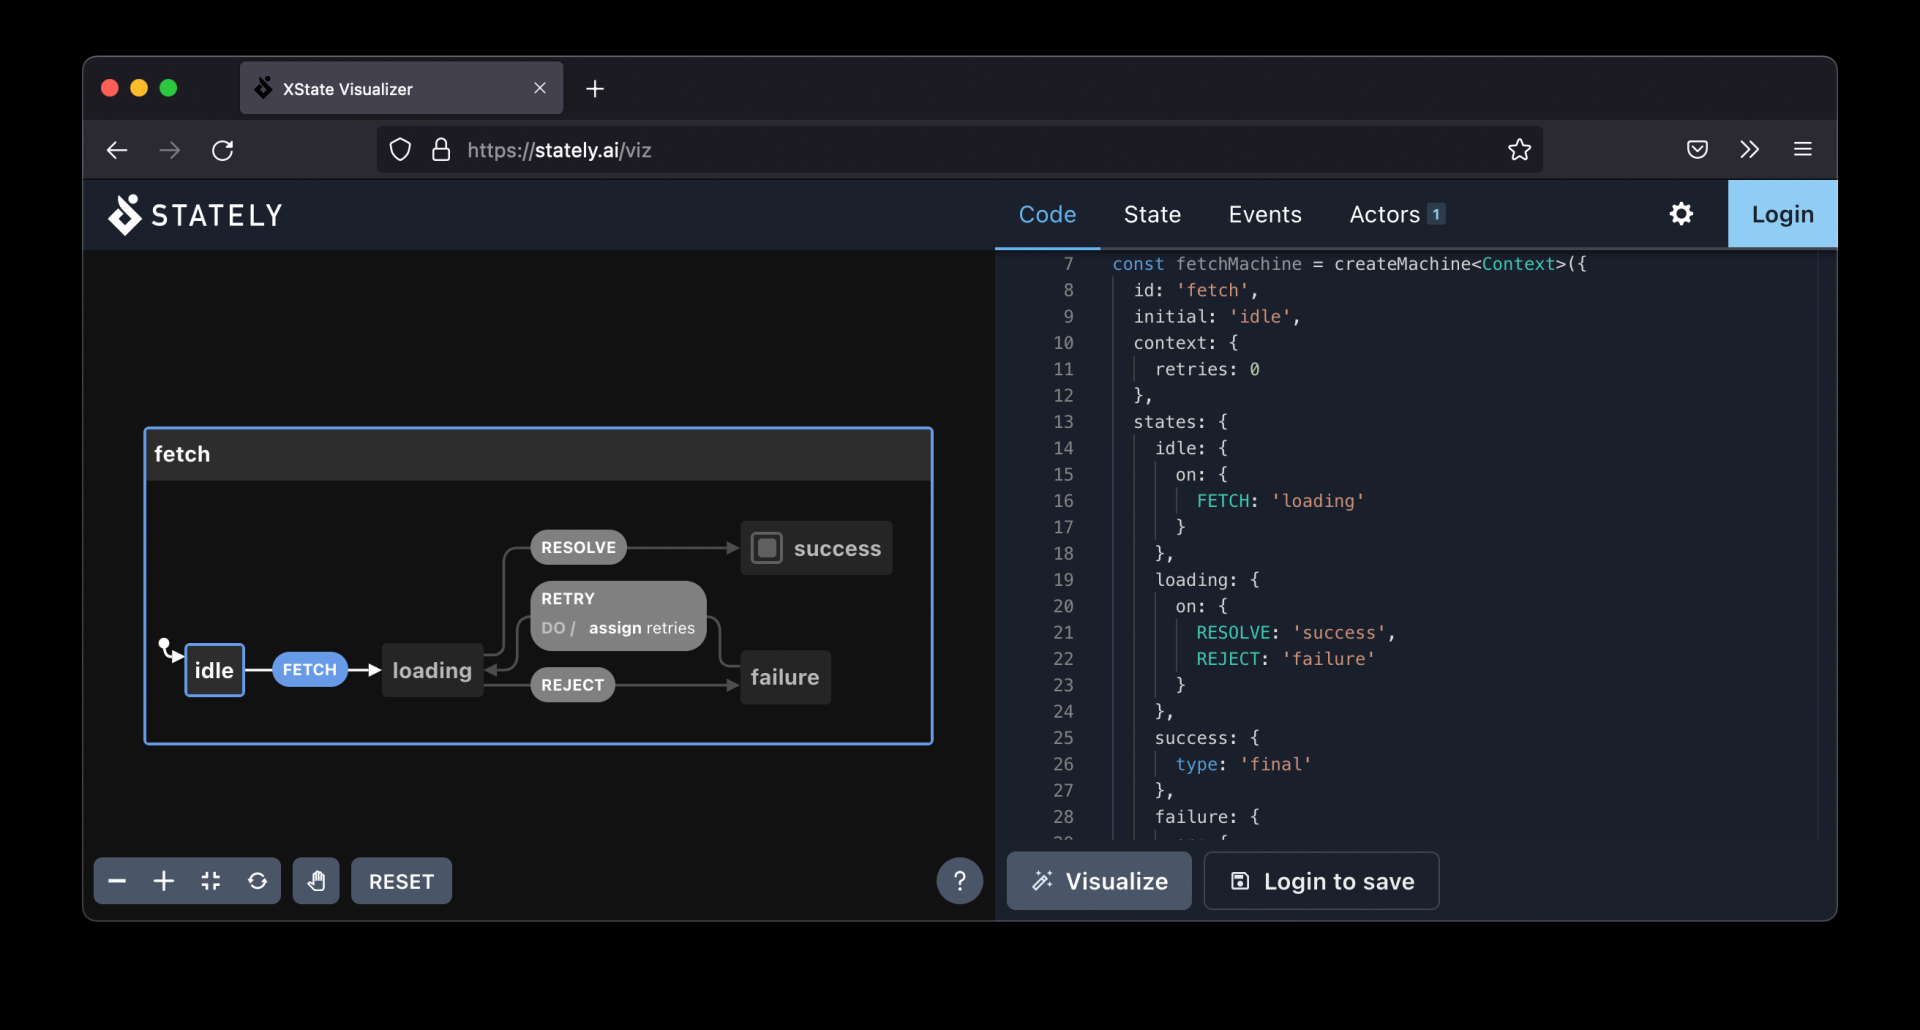 XState Visualizer
https://stately.ai/viz
STATELY
Code State Events Actors 1
Login
fetch
RESOLVE
success
RETRY
DO / assign retries
idle
FETCH
loading
REJECT
failure
RESET
?
7 const fetchMachine = createMachine<Context>({
8 id: 'fetch',
9 initial: 'idle',
10 context: {
11 retries: 0
12 },
13 states: {
14 idle: {
15 on: {
16 FETCH: 'loading'
17 }
18 },
19 loading: {
20 on: {
21 RESOLVE: 'success',
22 REJECT: 'failure'
23 }
24 },
25 success: {
26 type: 'final'
27 },
28 failure: {
Visualize
Login to save